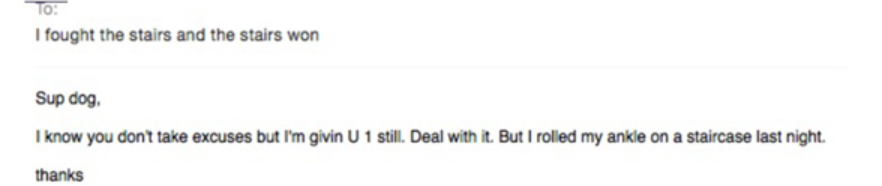 To:
I fought the stairs and the stairs won
Sup dog,
I know you don't take excuses but I'm givin U 1 still. Deal with it. But I rolled my ankle on a staircase last night.
thanks